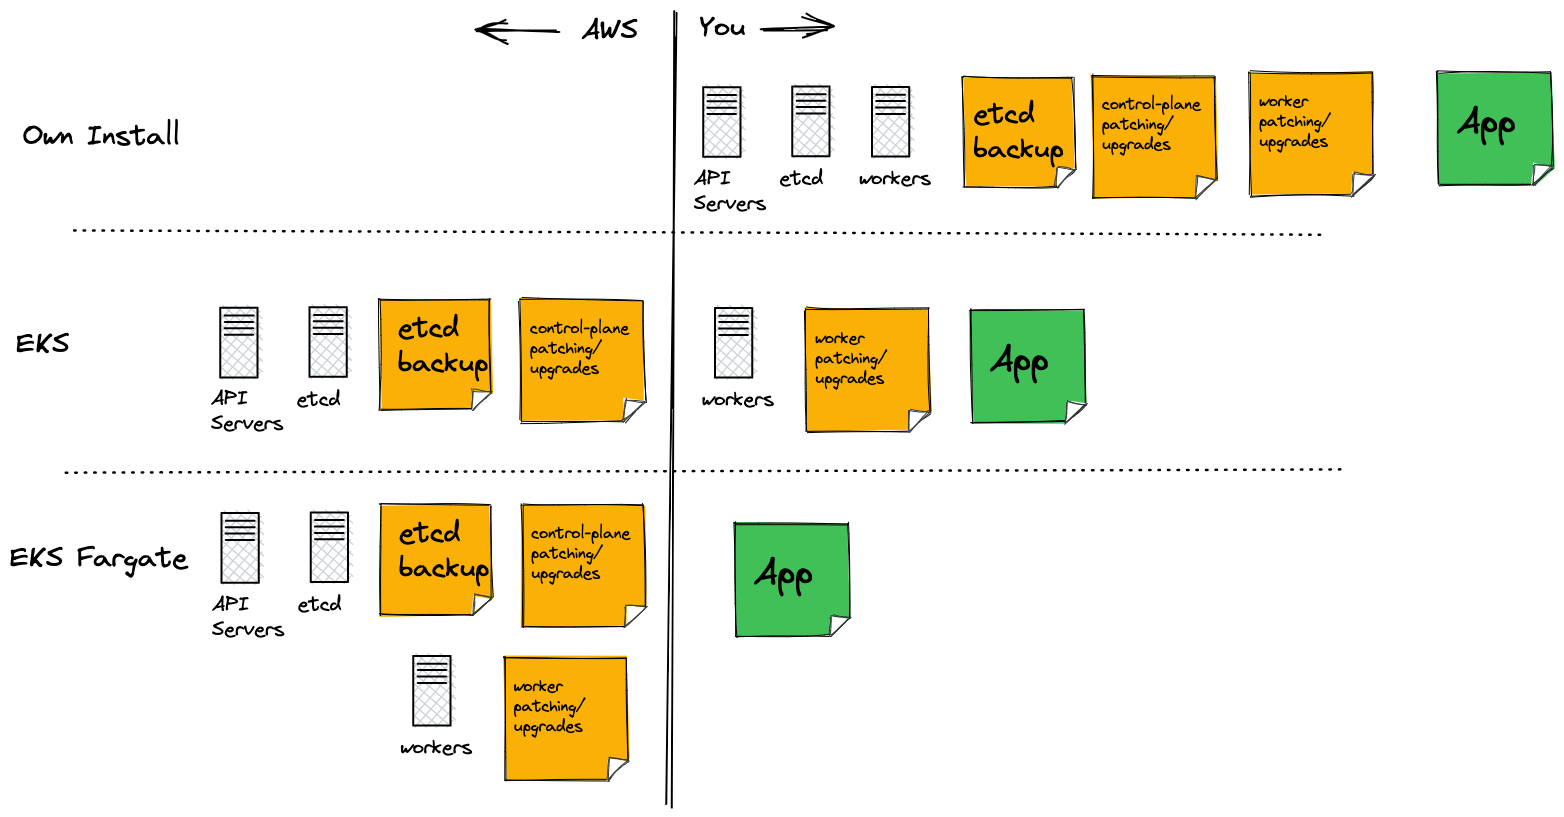 AWS
You
Own Install
API
Servers
etcd
workers
etcd
backup
control-plane
patching/
upgrades
worker
patching/
upgrades
App
EKS
API
Servers
etcd
etcd
backup
control-plane
patching/
upgrades
workers
worker
patching/
upgrades
App
EKS Fargate
API
Servers
etcd
etcd
backup
control-plane
patching/
upgrades
workers
worker
patching/
upgrades
App